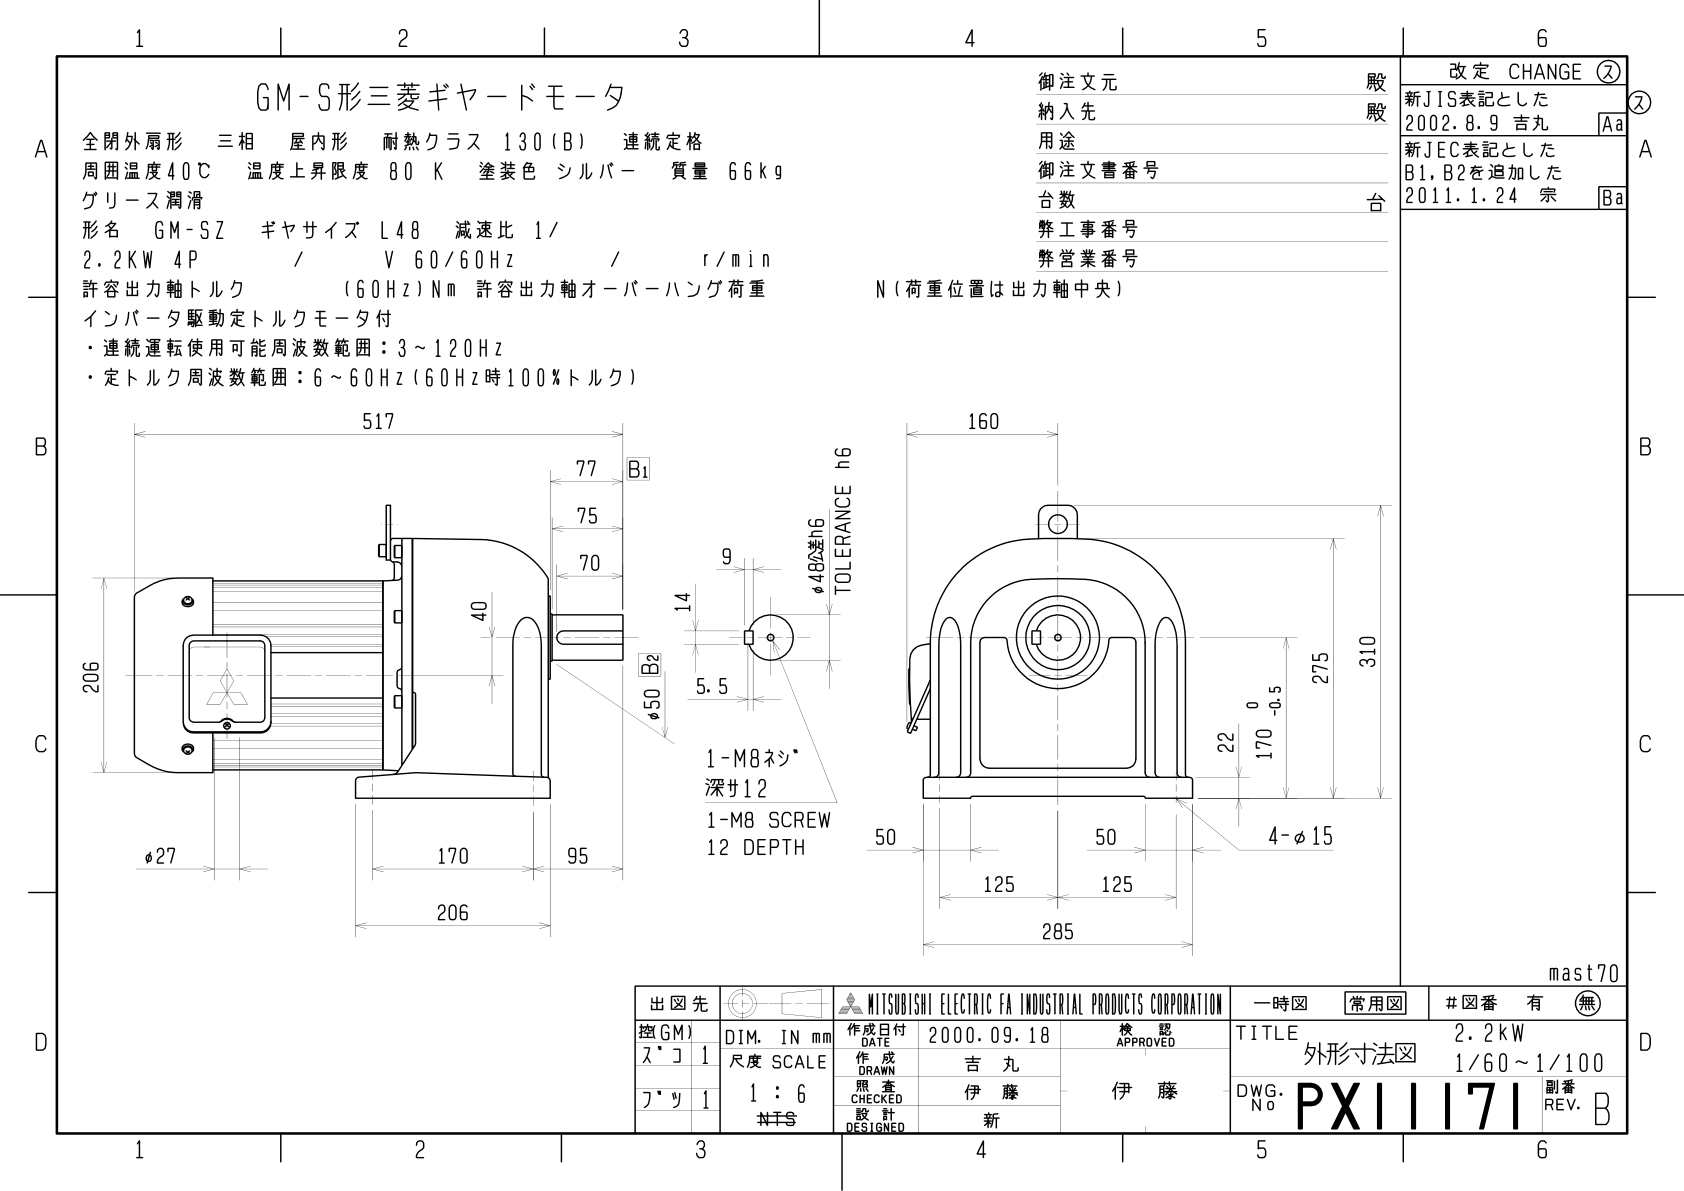 1 2 3 4 5 6
A
B
C
D
A
B
C
D
GM-S形三菱ギヤードモータ
全閉外扇形 三相 屋内形 耐熱クラス 130(B) 連続定格
周囲温度40℃ 温度上昇限度 80 K 塗装色 シルバー 質量 66kg
グリース潤滑
形名 GM-SZ ギヤサイズ L48 減速比 1/
2.2KW 4P / V 60/60Hz / r/min
許容出力軸トルク (60Hz)Nm 許容出力軸オーバーハング荷重 N(荷重位置は出力軸中央)
インバータ駆動定トルクモータ付
・連続運転使用可能周波数範囲：3～120Hz
・定トルク周波数範囲：6～60Hz(60Hz時100%トルク)
御注文元 殿
納入先 殿
用途
御注文書番号
台数 台
弊工事番号
弊営業番号
改定 CHANGE ㋜
新JIS表記とした ㋜
2002.8.9 吉丸 Aa
新JEC表記とした
B1,B2を追加した
2011.1.24 宗 Ba
517
77 B1
75
70
40
206
φ50 B2
φ27
170
95
206
9
14
5.5
φ48公差h6
TOLERANCE h6
1-M8ネジ
深サ12
1-M8 SCREW
12 DEPTH
160
310
275
0
170 -0.5
22
50
50
4-φ15
125
125
285
mast70
出図先
控(GM)
ズコ 1
ブツ 1
DIM. IN mm
尺度 SCALE
1 : 6
NTS
MITSUBISHI ELECTRIC FA INDUSTRIAL PRODUCTS CORPORATION
作成日付 DATE 2000.09.18
作成 DRAWN 吉丸
照査 CHECKED 伊藤
設計 DESIGNED 新
検認 APPROVED
伊藤
一時図 常用図 #図番 有 ㊇無
TITLE 外形寸法図
2.2kW
1/60～1/100
DWG. No PX11171
副番 REV. B
1 2 3 4 5 6